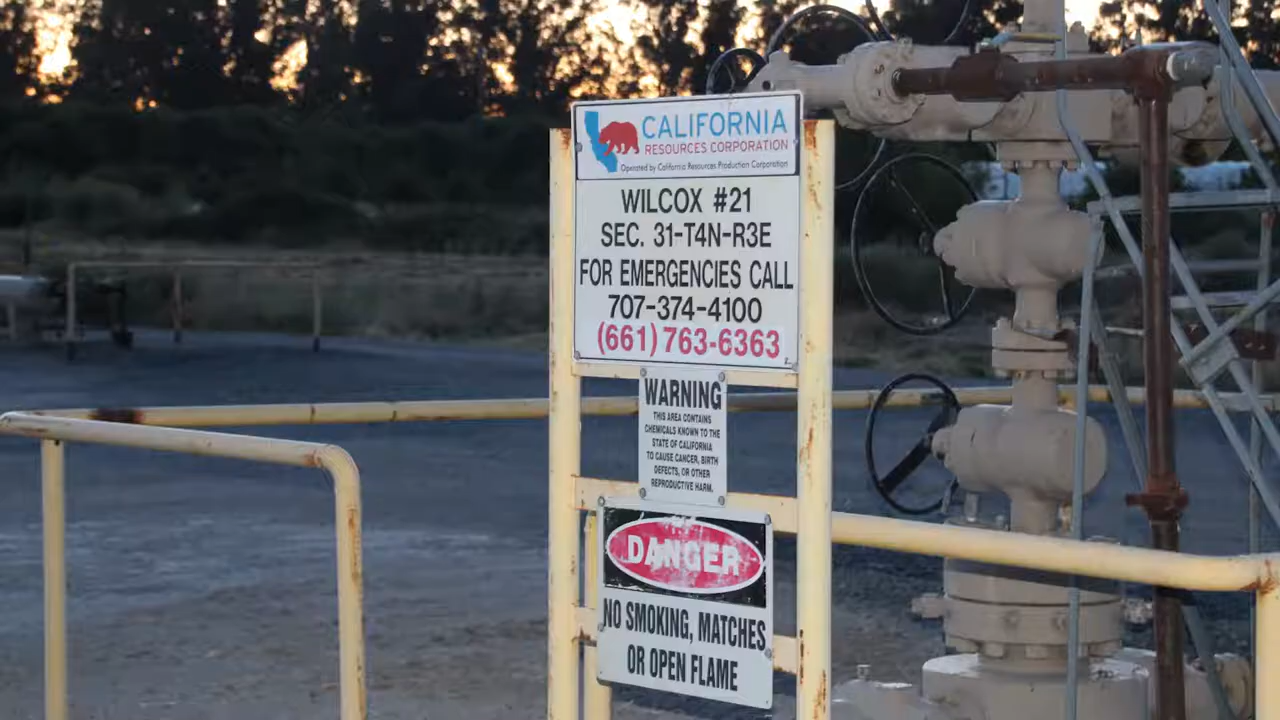 CALIFORNIA
RESOURCES CORPORATION
Operated by California Resources Production Corporation
WILCOX #21
SEC. 31-T4N-R3E
FOR EMERGENCIES CALL
707-374-4100
(661) 763-6363
WARNING
THIS AREA CONTAINS
CHEMICALS KNOWN TO THE
STATE OF CALIFORNIA
TO CAUSE CANCER, BIRTH
DEFECTS, OR OTHER
REPRODUCTIVE HARM.
DANGER
NO SMOKING, MATCHES
OR OPEN FLAME